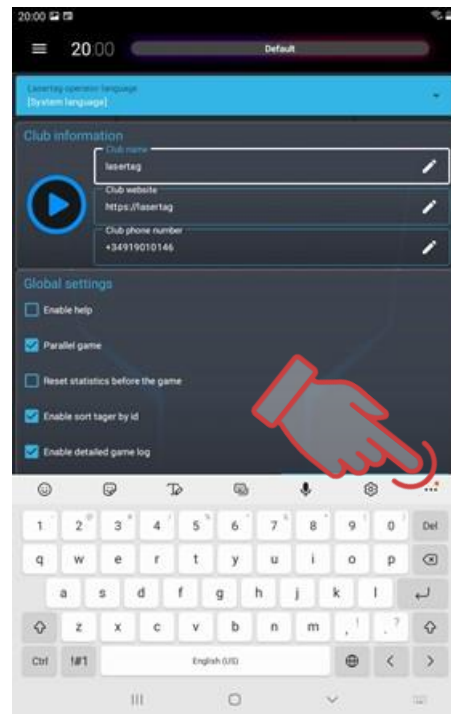 20:00
20:00
Default
Lasertag operator language
[System language]
Club information
Club name
lasertag
Club website
https://lasertag
Club phone number
+34919010146
Global settings
Enable help
Parallel game
Reset statistics before the game
Enable sort tager by id
Enable detailed game log
1 2 3 4 5 6 7 8 9 0 Del
q w e r t y u i o p
a s d f g h j k l
z x c v b n m , ! . ?
Ctrl !#1 English (US) < >